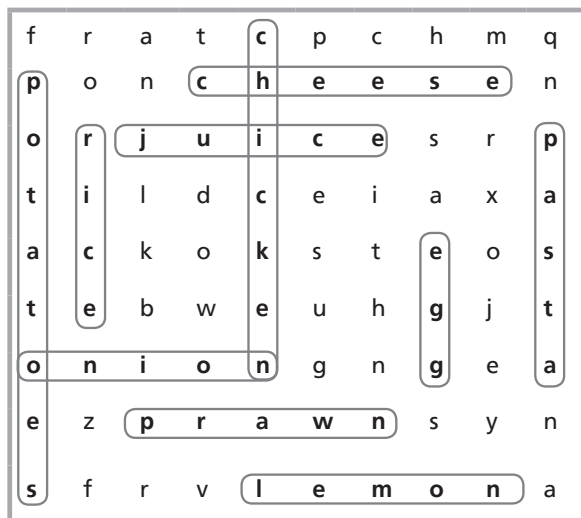 f r a t c p c h m q
p o n c h e e s e n
o r j u i c e s r p
t i l d c e i a x a
a c k o k s t e o s
t e b w e u h g j t
o n i o n g n g e a
e z p r a w n s y n
s f r v l e m o n a